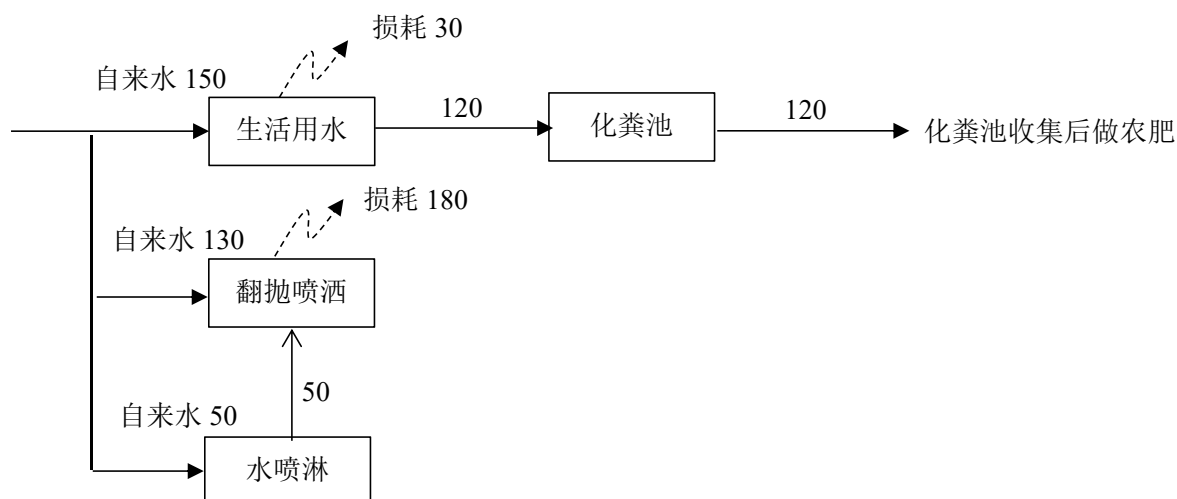 损耗 30
自来水 150
生活用水
120
化粪池
120
化粪池收集后做农肥
损耗 180
自来水 130
翻抛喷洒
50
自来水 50
水喷淋